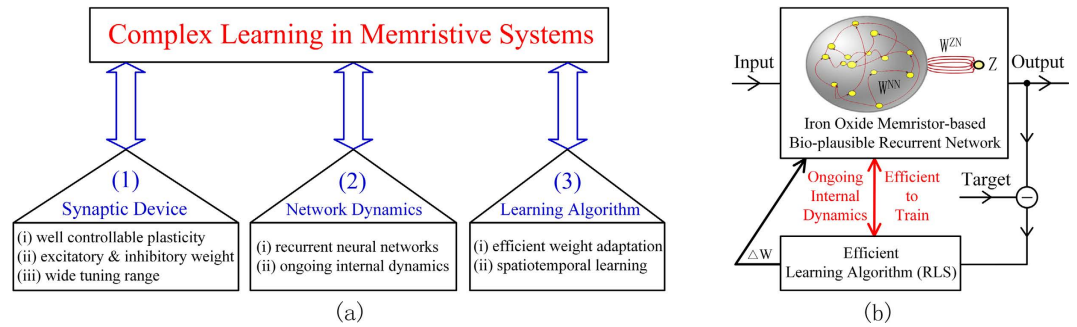 Complex Learning in Memristive Systems
(1)
Synaptic Device
(i) well controllable plasticity
(ii) excitatory & inhibitory weight
(iii) wide tuning range
(2)
Network Dynamics
(i) recurrent neural networks
(ii) ongoing internal dynamics
(3)
Learning Algorithm
(i) efficient weight adaptation
(ii) spatiotemporal learning
(a)
Input
W^NN
W^ZN
Z
Output
Iron Oxide Memristor-based
Bio-plausible Recurrent Network
Ongoing
Internal
Dynamics
Efficient
to
Train
Target
−
△W
Efficient
Learning Algorithm (RLS)
(b)